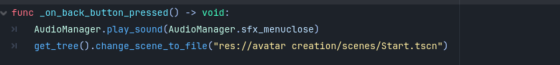 func _on_back_button_pressed() -> void:
AudioManager.play_sound(AudioManager.sfx_menuclose)
get_tree().change_scene_to_file("res://avatar creation/scenes/Start.tscn")